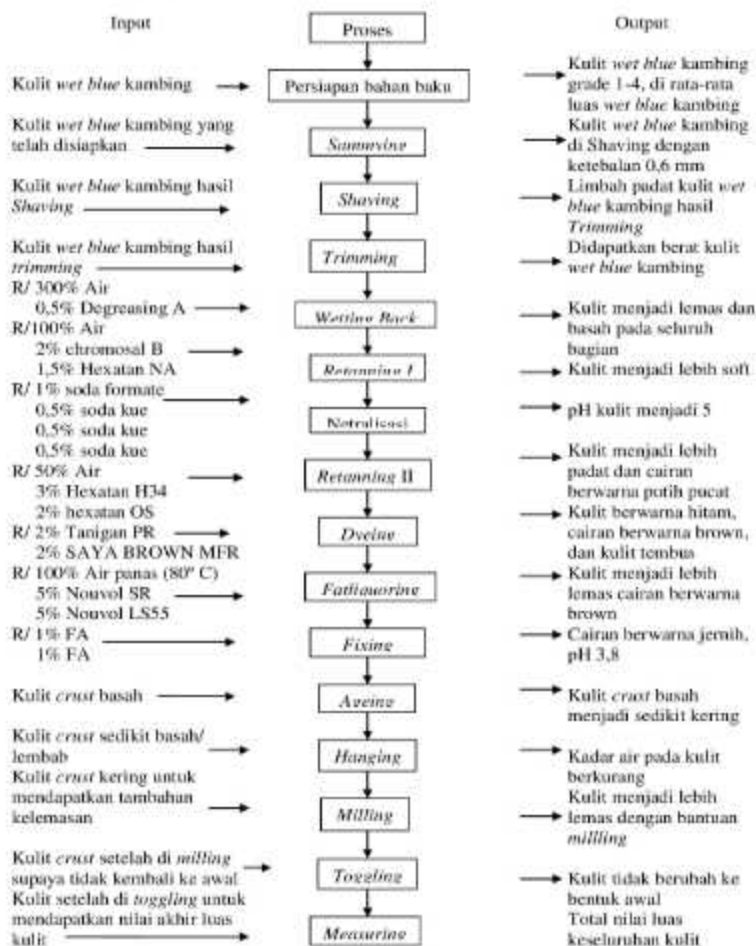 Input
Proses
Output
Kulit wet blue kambing
Persiapan bahan baku
Kulit wet blue kambing
grade 1-4, di rata-rata
luas wet blue kambing
Kulit wet blue kambing yang
telah disiapkan
Sammying
Kulit wet blue kambing
di Shaving dengan
ketebalan 0,6 mm
Kulit wet blue kambing hasil
Shaving
Shaving
Limbah padat kulit wet
blue kambing hasil
Trimming
Kulit wet blue kambing hasil
trimming
Trimming
Didapatkan berat kulit
wet blue kambing
R/ 300% Air
0,5% Degreasing A
Wetting Back
Kulit menjadi lemas dan
basah pada seluruh
bagian
R/100% Air
2% chromosal B
1,5% Hexatan NA
Retanning I
Kulit menjadi lebih soft
R/ 1% soda formate
0,5% soda kue
0,5% soda kue
0,5% soda kue
Netralisasi
pH kulit menjadi 5
R/ 50% Air
3% Hexatan H34
2% hexatan OS
Retanning II
Kulit menjadi lebih
padat dan cairan
berwarna potih pucat
R/ 2% Tanigan PR
2% SAYA BROWN MFR
Dyeing
Kulit berwarna hitam,
cairan berwarna brown,
dan kulit tembus
R/ 100% Air panas (80° C)
5% Nouvol SR
5% Nouvol LS55
Fatliquoring
Kulit menjadi lebih
lemas cairan berwarna
brown
R/ 1% FA
1% FA
Fixing
Cairan berwarna jernih,
pH 3,8
Kulit crust basah
Ageing
Kulit crust basah
menjadi sedikit kering
Kulit crust sedikit basah/
lembab
Hanging
Kadar air pada kulit
berkurang
Kulit crust kering untuk
mendapatkan tambahan
kelemasan
Milling
Kulit menjadi lebih
lemas dengan bantuan
millling
Kulit crust setelah di milling
supaya tidak kembali ke awal
Toggling
Kulit tidak berubah ke
bentuk awal
Kulit setelah di toggling untuk
mendapatkan nilai akhir luas
kulit
Measuring
Total nilai luas
keseluruhan kulit